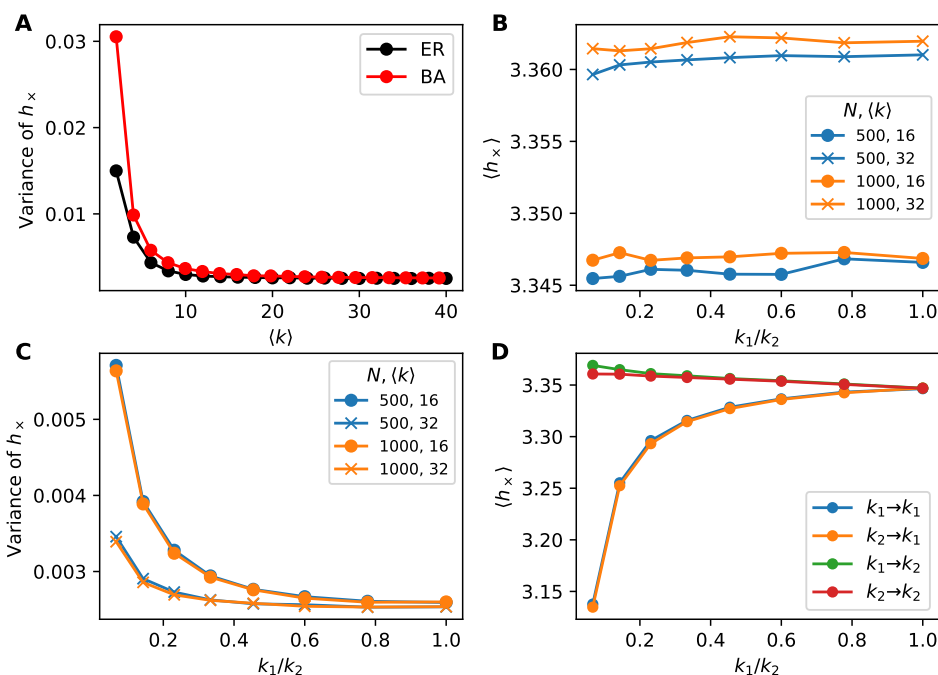 A
0.03
0.02
0.01
Variance of h×
10
20
30
40
⟨k⟩
ER
BA
B
3.360
3.355
3.350
3.345
⟨h×⟩
0.2
0.4
0.6
0.8
1.0
k₁/k₂
N, ⟨k⟩
500, 16
500, 32
1000, 16
1000, 32
C
0.005
0.004
0.003
Variance of h×
0.2
0.4
0.6
0.8
1.0
k₁/k₂
N, ⟨k⟩
500, 16
500, 32
1000, 16
1000, 32
D
3.35
3.30
3.25
3.20
3.15
⟨h×⟩
0.2
0.4
0.6
0.8
1.0
k₁/k₂
k₁→k₁
k₂→k₁
k₁→k₂
k₂→k₂